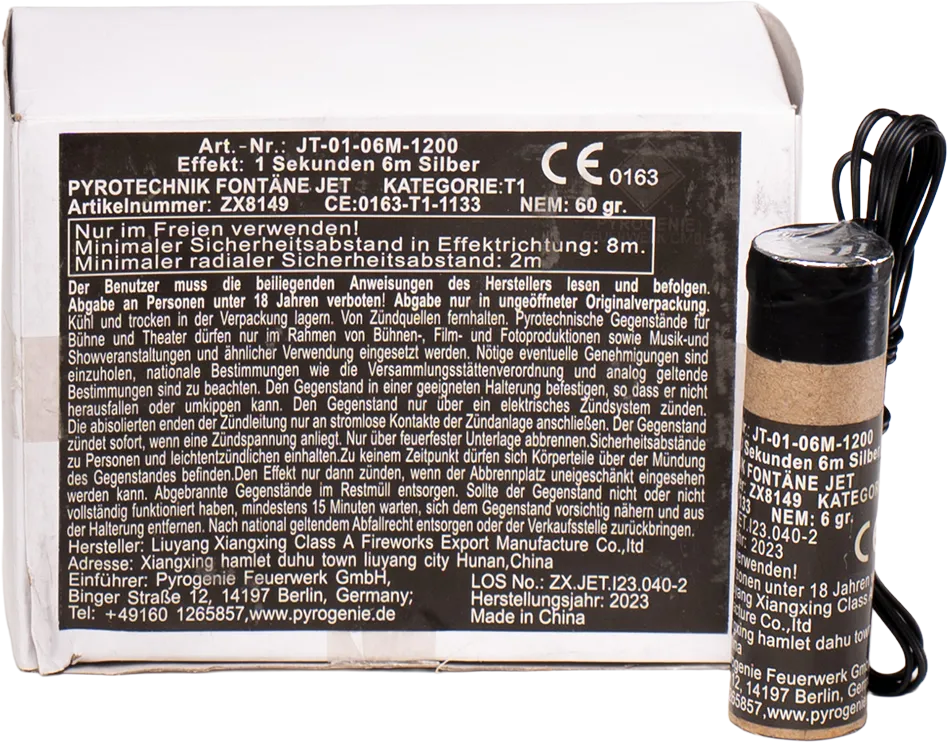 Art.-Nr.: JT-01-06M-1200
Effekt: 1 Sekunden 6m Silber
CE 0163
PYROTECHNIK FONTÄNE JET KATEGORIE:T1
Artikelnummer: ZX8149 CE:0163-T1-1133 NEM: 60 gr.
Nur im Freien verwenden!
Minimaler Sicherheitsabstand in Effektrichtung: 8m.
Minimaler radialer Sicherheitsabstand: 2m
Der Benutzer muss die beiliegenden Anweisungen des Herstellers lesen und befolgen.
Abgabe an Personen unter 18 Jahren verboten! Abgabe nur in ungeöffneter Originalverpackung.
Kühl und trocken in der Verpackung lagern. Von Zündquellen fernhalten. Pyrotechnische Gegenstände für
Bühne und Theater dürfen nur im Rahmen von Bühnen-, Film- und Fotoproduktionen sowie Musik-und
Showveranstaltungen und ähnlicher Verwendung eingesetzt werden. Nötige eventuelle Genehmigungen sind
einzuholen, nationale Bestimmungen wie die Versammlungsstättenverordnung und analog geltende
Bestimmungen sind zu beachten. Den Gegenstand in einer geeigneten Halterung befestigen, so dass er nicht
herausfallen oder umkippen kann. Den Gegenstand nur über ein elektrisches Zündsystem zünden.
Die abisolierten enden der Zündleitung nur an stromlose Kontakte der Zündanlage anschließen. Der Gegenstand
zündet sofort, wenn eine Zündspannung anliegt. Nur über feuerfester Unterlage abbrennen.Sicherheitsabstände
zu Personen und leichtentzündlichen einhalten.Zu keinem Zeitpunkt dürfen sich Körperteile über der Mündung
des Gegenstandes befinden.Den Effekt nur dann zünden, wenn der Abbrennplatz uneigeschänkt eingesehen
werden kann. Abgebrannte Gegenstände im Restmüll entsorgen. Sollte der Gegenstand nicht oder nicht
vollständig funktioniert haben, mindestens 15 Minuten warten, sich dem Gegenstand vorsichtig nähern und aus
der Halterung entfernen. Nach national geltendem Abfallrecht entsorgen oder der Verkaufsstelle zurückbringen.
Hersteller: Liuyang Xiangxing Class A Fireworks Export Manufacture Co.,ltd
Adresse: Xiangxing hamlet duhu town liuyang city Hunan,China
Einführer: Pyrogenie Feuerwerk GmbH,
Binger Straße 12, 14197 Berlin, Germany;
Tel: +49160 1265857,www.pyrogenie.de
LOS No.: ZX.JET.I23.040-2
Herstellungsjahr: 2023
Made in China
JT-01-06M-1200
Sekunden 6m Silber
FONTÄNE JET
ZX8149 KATEGO
NEM: 6 gr.
JET.I23.040-2
2023
CE
verwenden!
unter 18 Jahren
Xiangxing Class
Co.,ltd
hamlet dahu tow
Feuerwerk Gm
12, 14197 Berlin,
1265857,www.pyrogenie